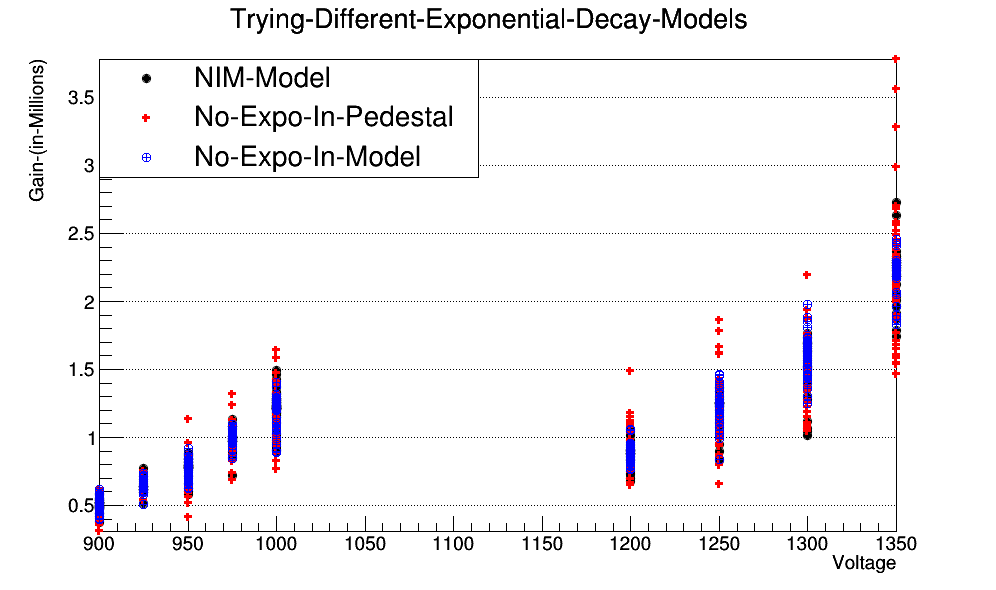 Trying-Different-Exponential-Decay-Models
Gain-(in-Millions)
NIM-Model
No-Expo-In-Pedestal
No-Expo-In-Model
3.5
3
2.5
2
1.5
1
0.5
900 950 1000 1050 1100 1150 1200 1250 1300 1350
Voltage